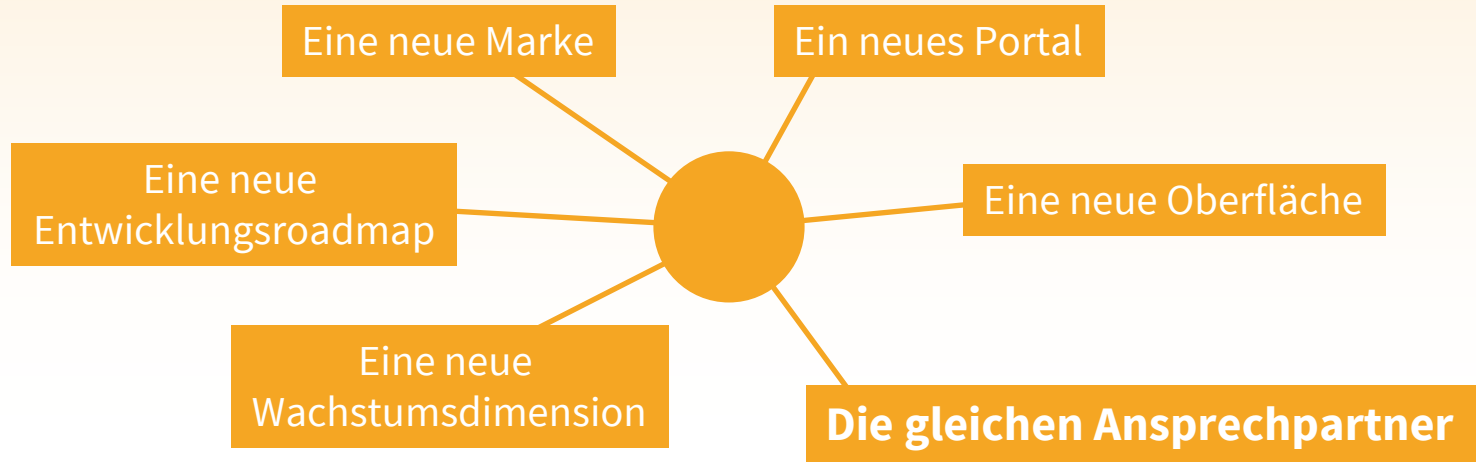 Eine neue Marke
Ein neues Portal
Eine neue
Entwicklungsroadmap
Eine neue Oberfläche
Eine neue
Wachstumsdimension
Die gleichen Ansprechpartner